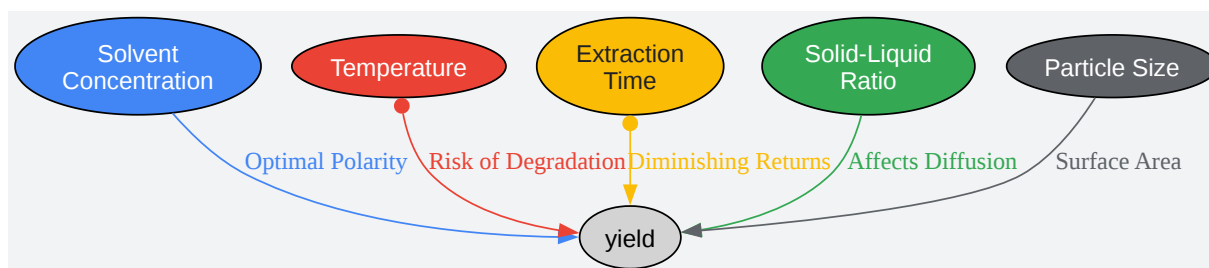 Solvent
Concentration
Temperature
Extraction
Time
Solid-Liquid
Ratio
Particle Size
Optimal Polarity
Risk of Degradation
Diminishing Returns
Affects Diffusion
Surface Area
yield